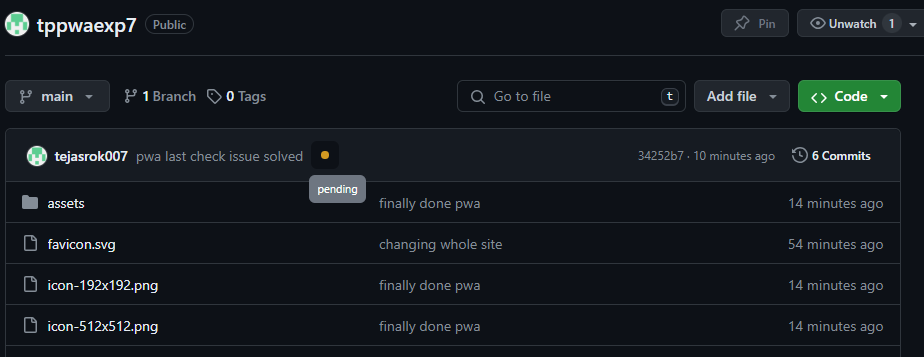 tppwaexp7 Public Pin Unwatch 1
main 1 Branch 0 Tags Go to file t Add file Code
tejasrok007 pwa last check issue solved 34252b7 · 10 minutes ago 6 Commits
pending
assets finally done pwa 14 minutes ago
favicon.svg changing whole site 54 minutes ago
icon-192x192.png finally done pwa 14 minutes ago
icon-512x512.png finally done pwa 14 minutes ago